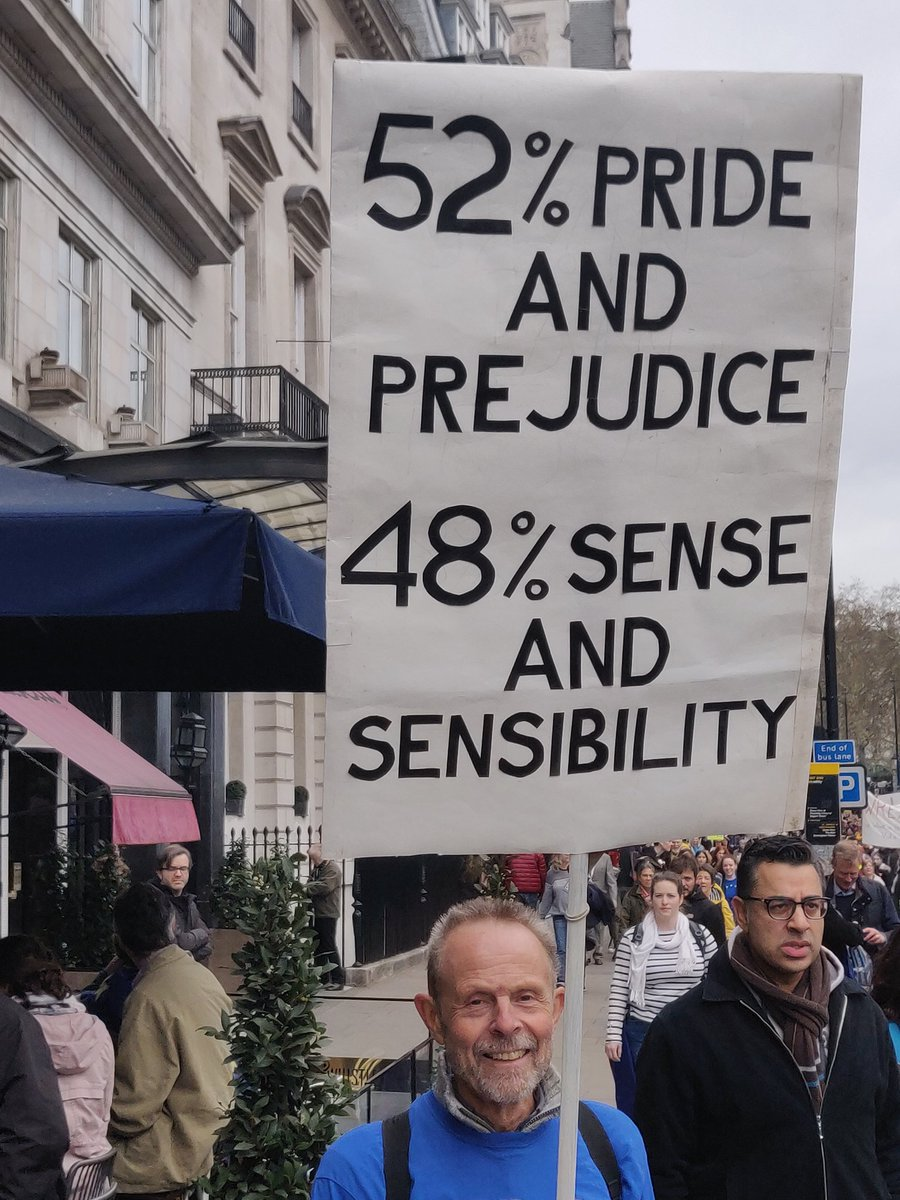 52% PRIDE
AND
PREJUDICE
48% SENSE
AND
SENSIBILITY
End of
bus lane
P